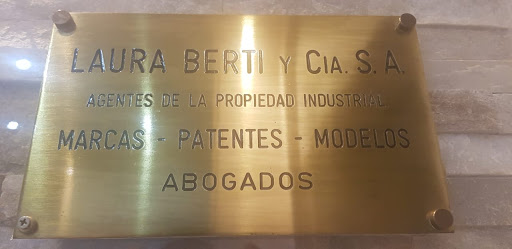 LAURA BERTI Y CIA. S. A.
AGENTES DE LA PROPIEDAD INDUSTRIAL
MARCAS - PATENTES - MODELOS
ABOGADOS